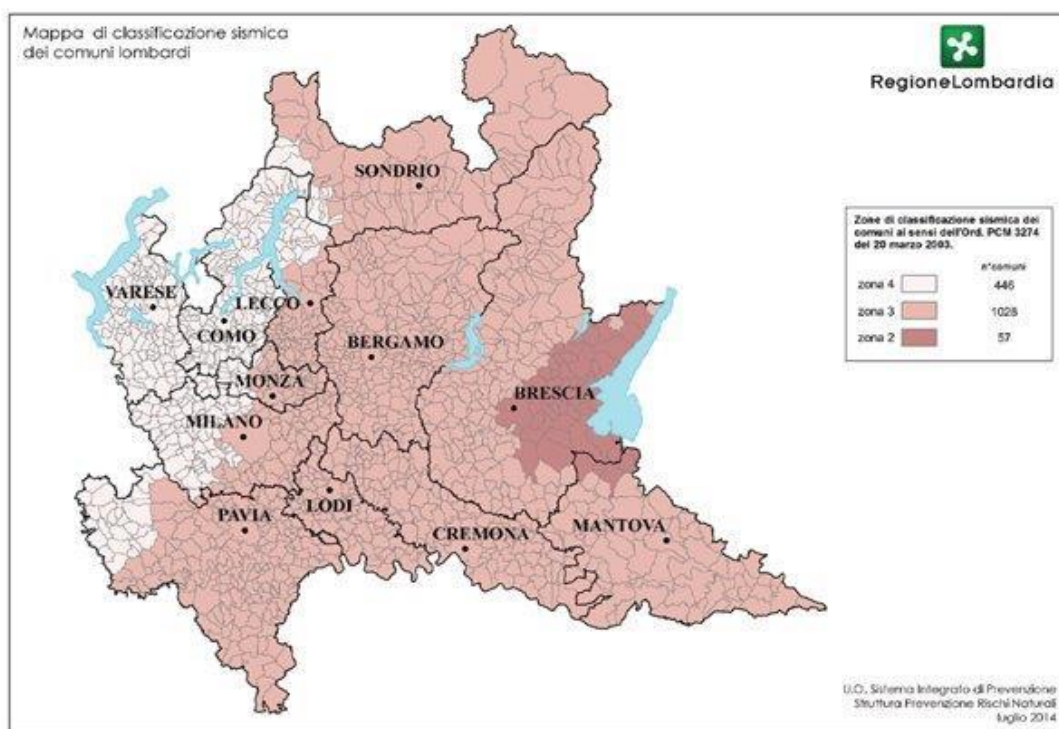 Mappa di classificazione sismica
dei comuni lombardi
RegioneLombardia
SONDRIO
VARESE
LECCO
COMO
BERGAMO
MONZA
BRESCIA
MILANO
LODI
PAVIA
CREMONA
MANTOVA
Zone di classificazione sismica dei
comuni ai sensi dell'Ord. PCM 3274
del 20 marzo 2003.
n°comuni
zona 4 446
zona 3 1028
zona 2 57
U.O. Sistema Integrato di Prevenzione
Struttura Prevenzione Rischi Naturali
luglio 2014